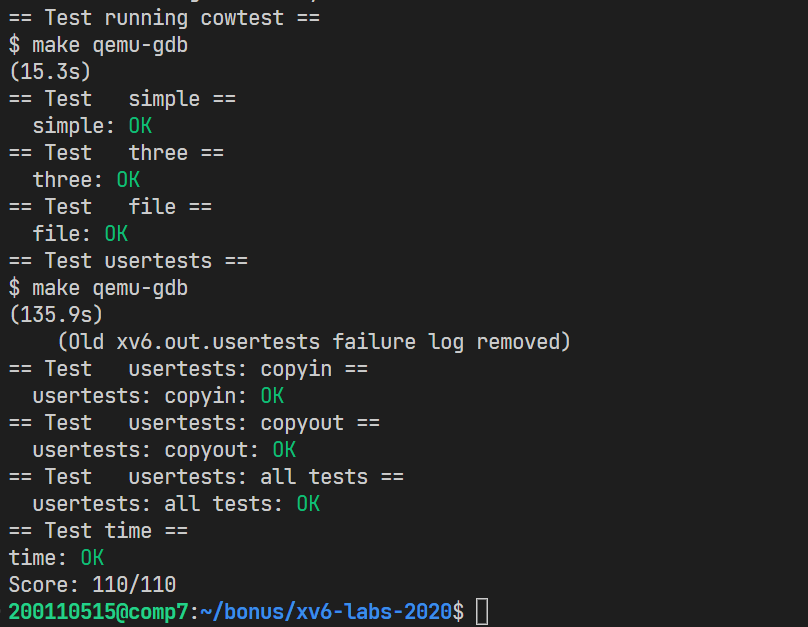 == Test running cowtest ==
$ make qemu-gdb
(15.3s)
== Test   simple ==
  simple: OK
== Test   three ==
  three: OK
== Test   file ==
  file: OK
== Test usertests ==
$ make qemu-gdb
(135.9s)
    (Old xv6.out.usertests failure log removed)
== Test   usertests: copyin ==
  usertests: copyin: OK
== Test   usertests: copyout ==
  usertests: copyout: OK
== Test   usertests: all tests ==
  usertests: all tests: OK
== Test time ==
time: OK
Score: 110/110
200110515@comp7:~/bonus/xv6-labs-2020$